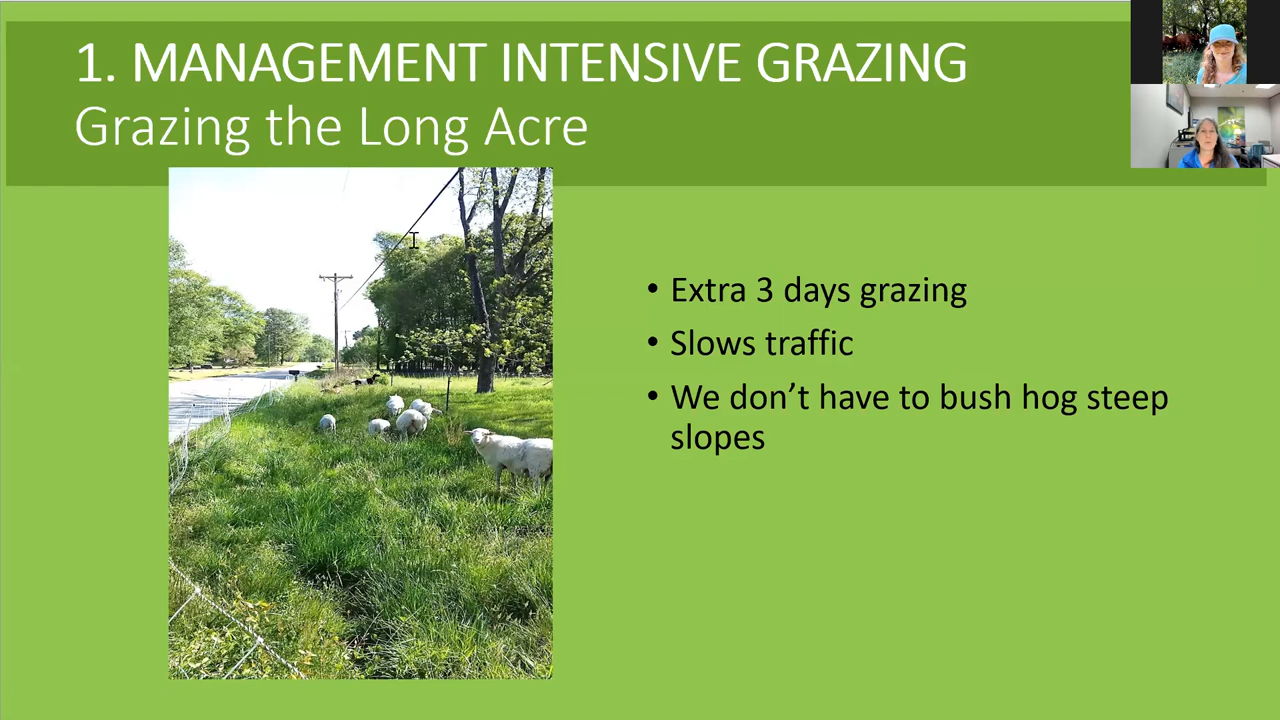 1. MANAGEMENT INTENSIVE GRAZING
Grazing the Long Acre
• Extra 3 days grazing
• Slows traffic
• We don’t have to bush hog steep
slopes